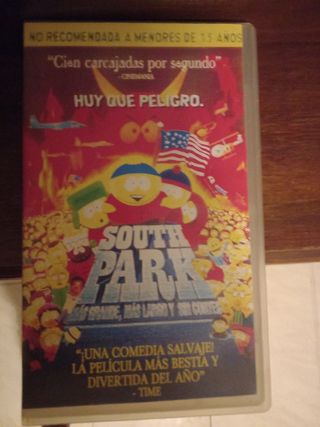 NO RECOMENDADA A MENORES DE 13 AÑOS
"Cien carcajadas por segundo"
- CINEMANIA
HUY QUE PELIGRO.
SOUTH
PARK
MÁS GRANDE, MÁS LARGO Y SIN CORTES
"¡UNA COMEDIA SALVAJE!
LA PELÍCULA MÁS BESTIA Y
DIVERTIDA DEL AÑO"
- TIME